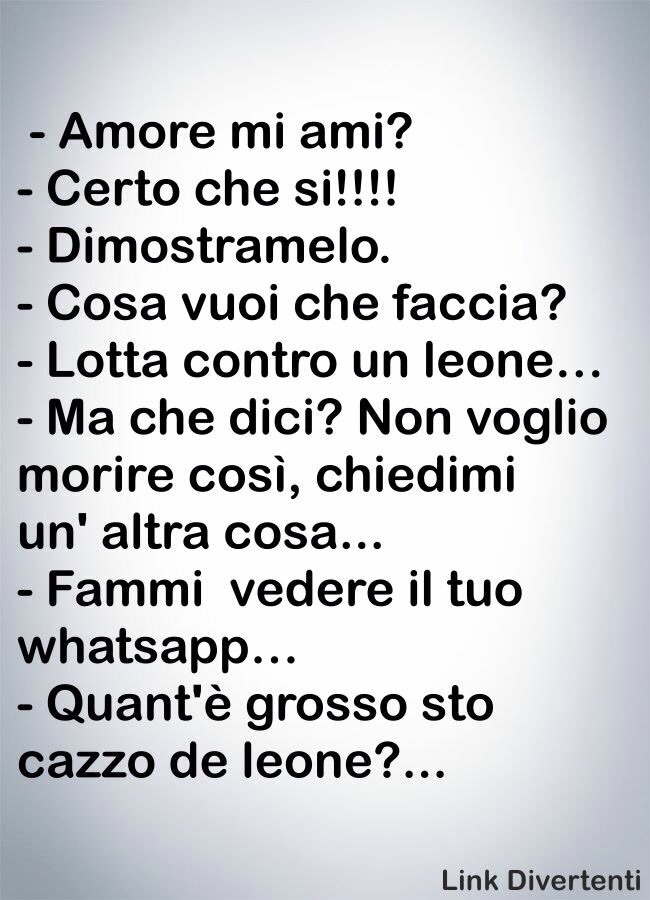 - Amore mi ami?
- Certo che si!!!!
- Dimostramelo.
- Cosa vuoi che faccia?
- Lotta contro un leone...
- Ma che dici? Non voglio
morire così, chiedimi
un' altra cosa...
- Fammi  vedere il tuo
whatsapp...
- Quant'è grosso sto
cazzo de leone?...
Link Divertenti